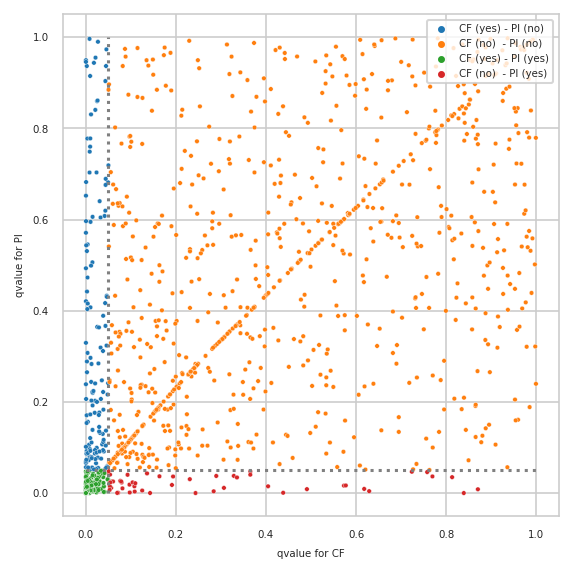 CF (yes) - PI (no)
CF (no)  - PI (no)
CF (yes) - PI (yes)
CF (no)  - PI (yes)
1.0
0.8
0.6
0.4
0.2
0.0
qvalue for PI
0.0 0.2 0.4 0.6 0.8 1.0
qvalue for CF